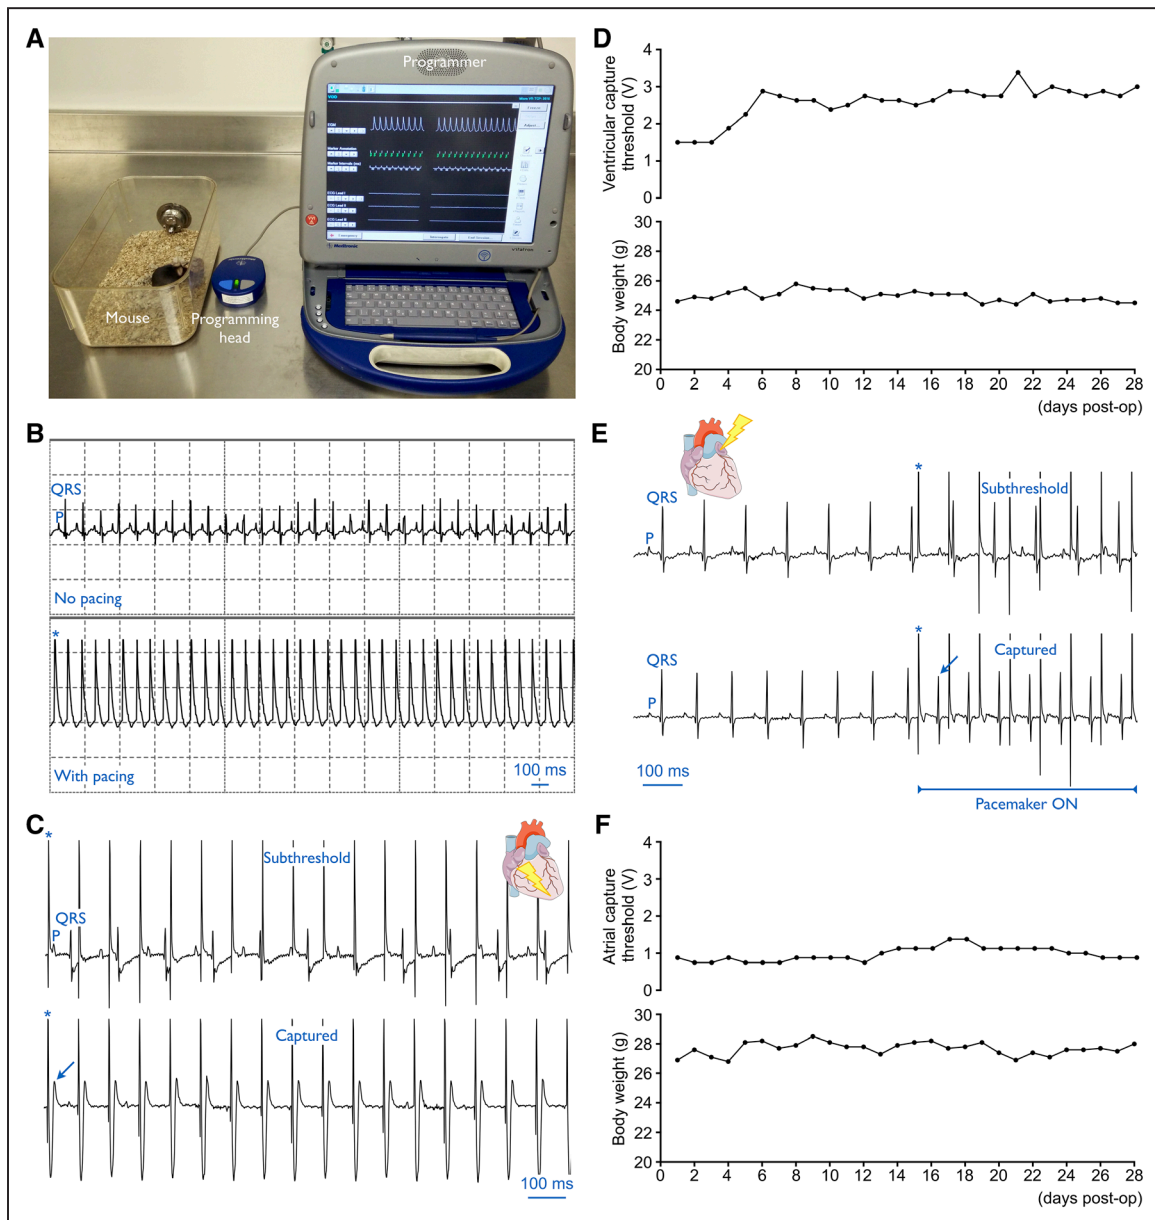 A
Programmer
Mouse
Programming
head
Medtronic
B
QRS
P
No pacing
*
With pacing
100 ms
C
*
Subthreshold
QRS
P
*
Captured
100 ms
D
Ventricular capture
threshold (V)
4
3
2
1
0
Body weight (g)
30
28
26
24
22
20
0 2 4 6 8 10 12 14 16 18 20 22 24 26 28
(days post-op)
E
*
QRS
Subthreshold
P
*
QRS
Captured
P
100 ms
Pacemaker ON
F
Atrial capture
threshold (V)
4
3
2
1
0
Body weight (g)
30
28
26
24
22
20
0 2 4 6 8 10 12 14 16 18 20 22 24 26 28
(days post-op)